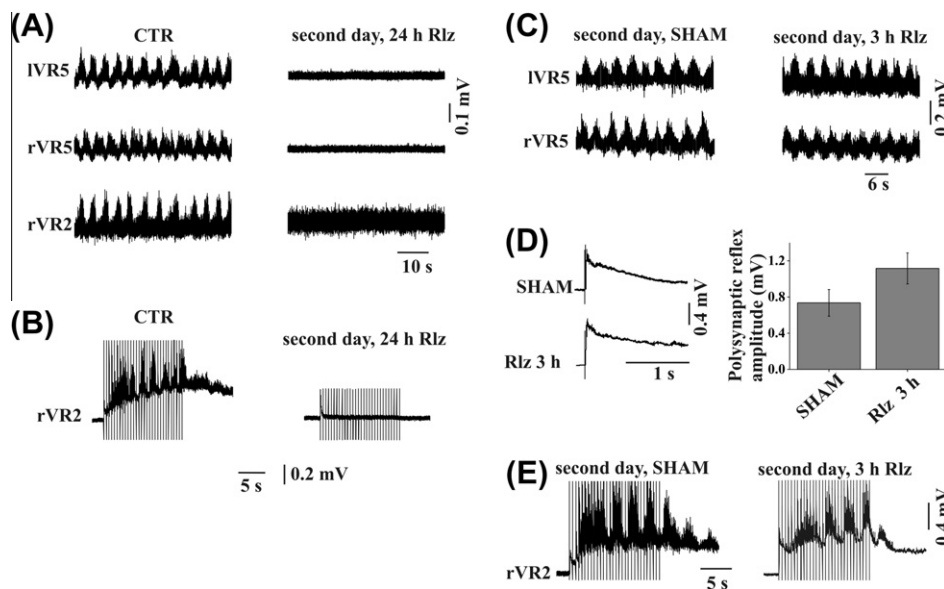 (A)
CTR
second day, 24 h Rlz
lVR5
rVR5
rVR2
0.1 mV
10 s
(B)
CTR
second day, 24 h Rlz
rVR2
5 s
0.2 mV
(C)
second day, SHAM
second day, 3 h Rlz
lVR5
rVR5
0.2 mV
6 s
(D)
SHAM
Rlz 3 h
0.4 mV
1 s
Polysynaptic reflex
amplitude (mV)
1.2
0.8
0.4
0.0
SHAM
Rlz 3 h
(E)
second day, SHAM
second day, 3 h Rlz
rVR2
5 s
0.4 mV